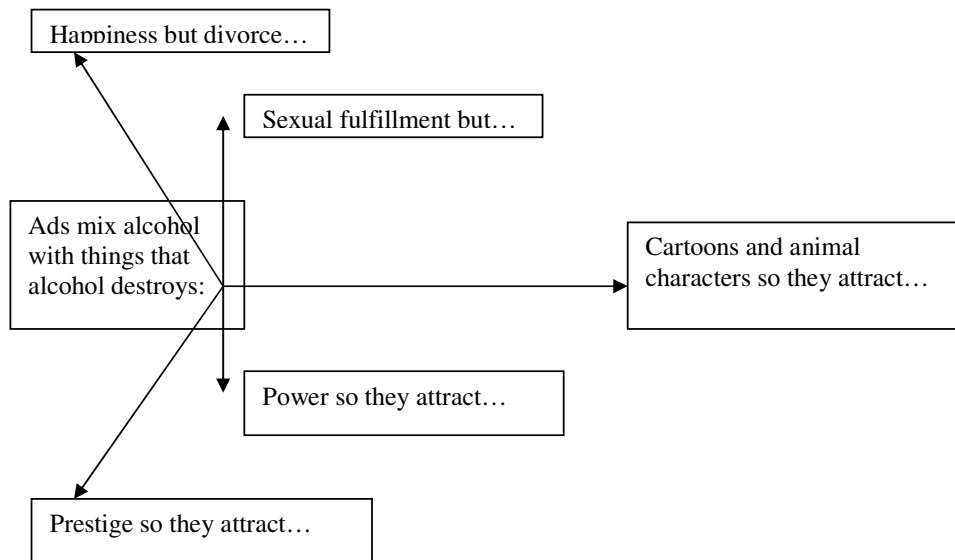 Happiness but divorce…
Sexual fulfillment but…
Ads mix alcohol
with things that
alcohol destroys:
Cartoons and animal
characters so they attract…
Power so they attract…
Prestige so they attract…